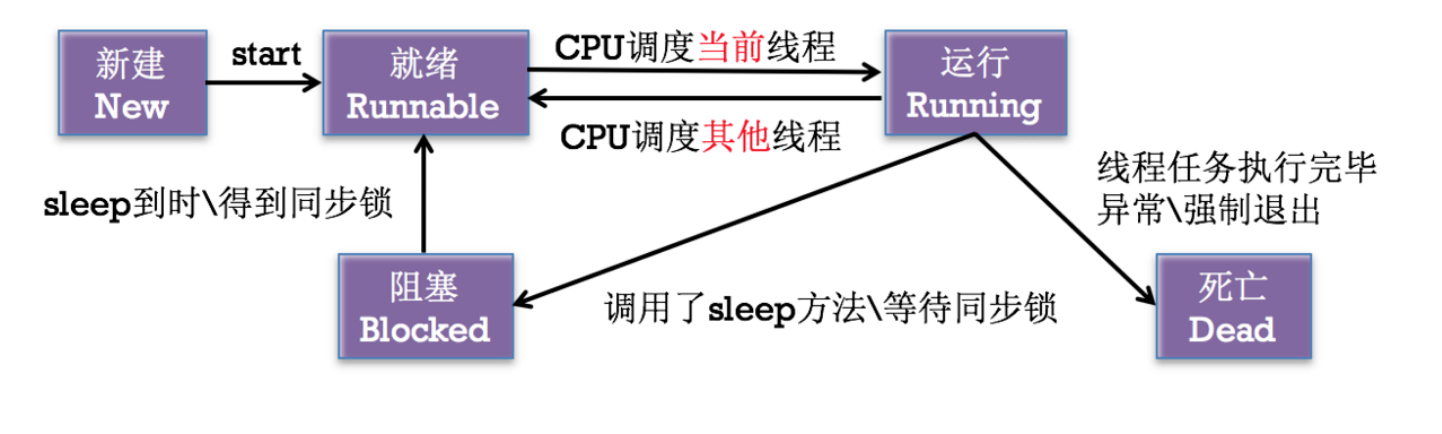 新建
New
start
就绪
Runnable
CPU调度当前线程
CPU调度其他线程
运行
Running
sleep到时\得到同步锁
线程任务执行完毕
异常\强制退出
阻塞
Blocked
调用了sleep方法\等待同步锁
死亡
Dead